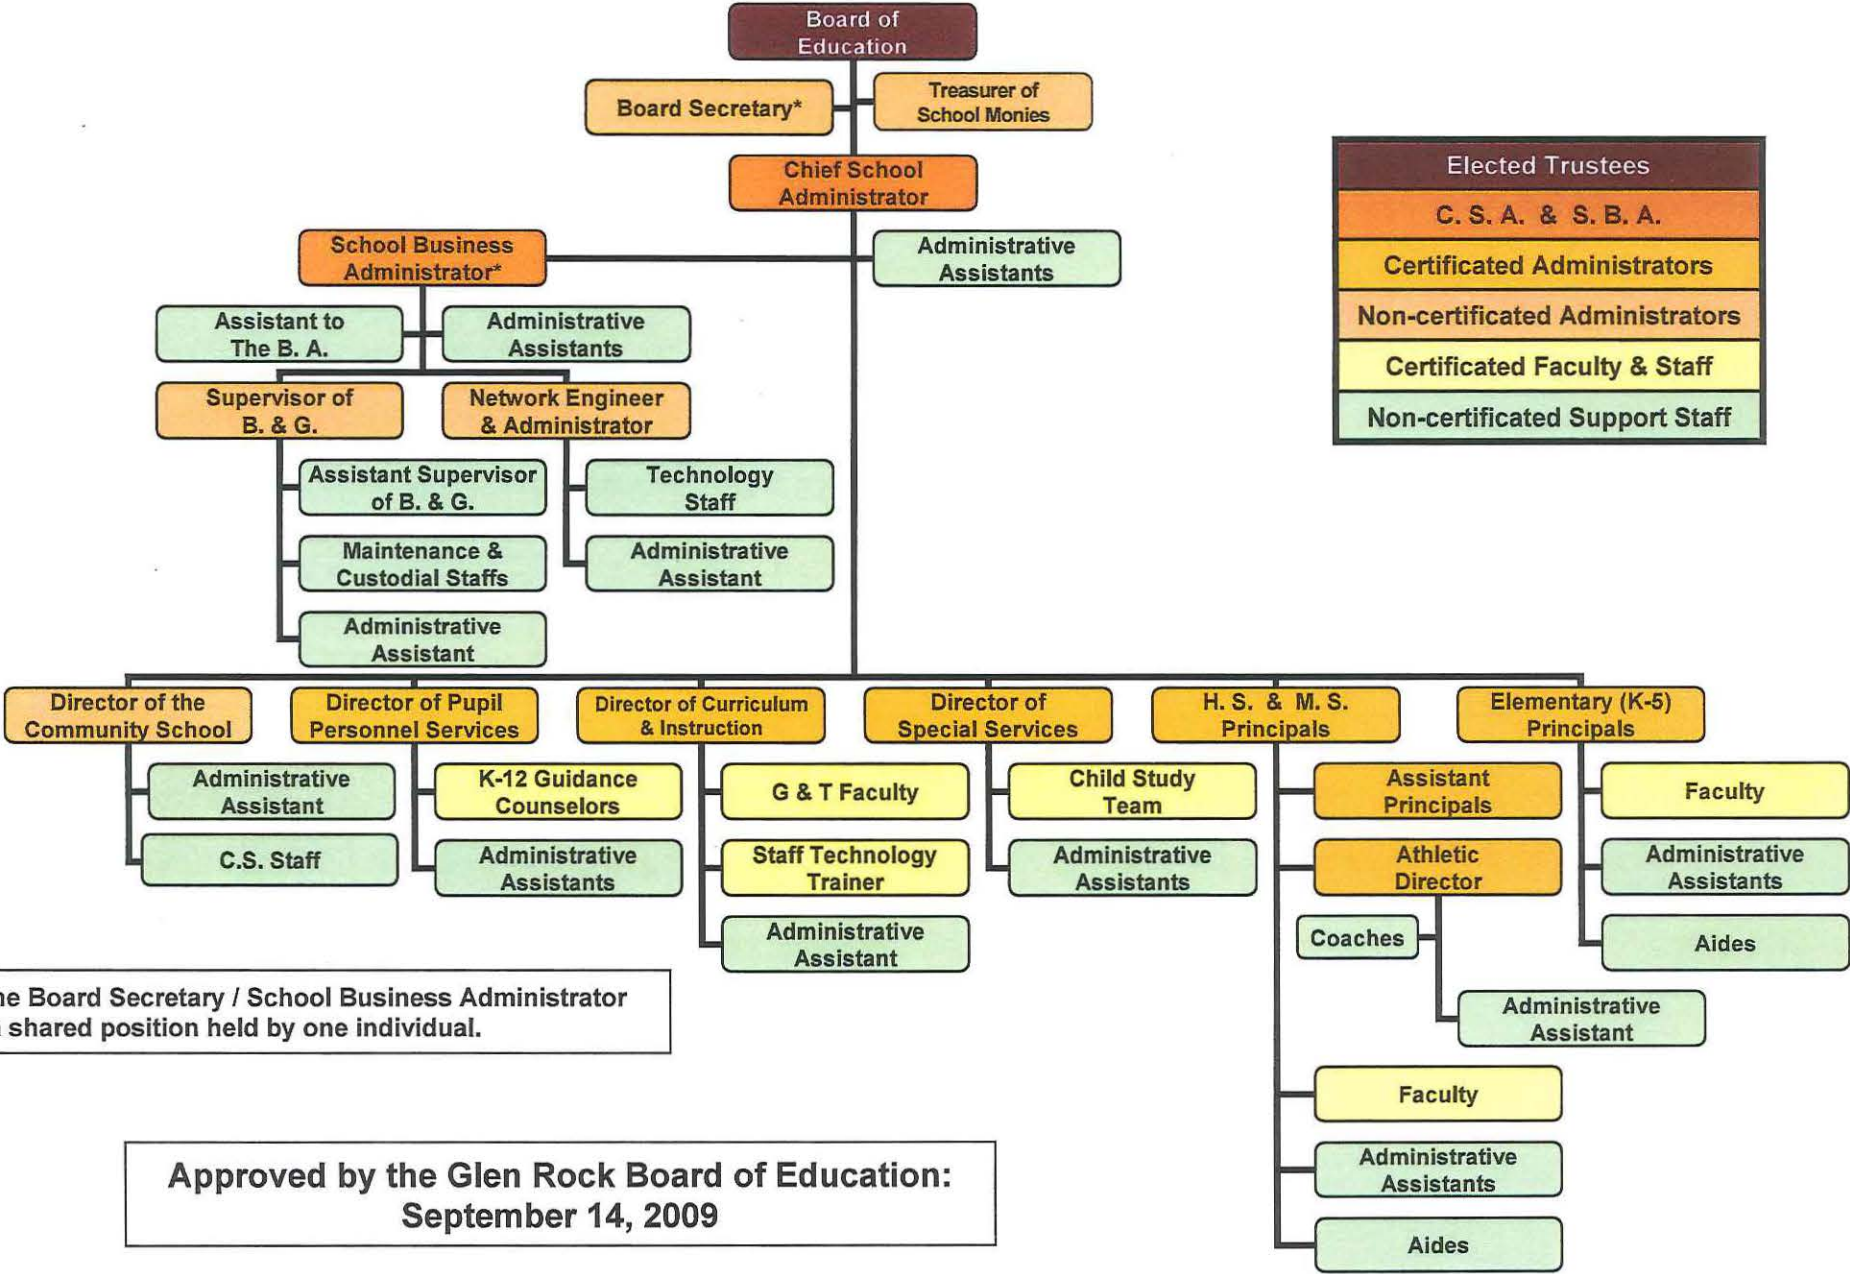 Board of
Education
Board Secretary*
Treasurer of
School Monies
Chief School
Administrator
School Business
Administrator*
Administrative
Assistants
Assistant to
The B. A.
Administrative
Assistants
Supervisor of
B. & G.
Network Engineer
& Administrator
Assistant Supervisor
of B. & G.
Technology
Staff
Maintenance &
Custodial Staffs
Administrative
Assistant
Administrative
Assistant
Elected Trustees
C. S. A. & S. B. A.
Certificated Administrators
Non-certificated Administrators
Certificated Faculty & Staff
Non-certificated Support Staff
Director of the
Community School
Director of Pupil
Personnel Services
Director of Curriculum
& Instruction
Director of
Special Services
H. S. & M. S.
Principals
Elementary (K-5)
Principals
Administrative
Assistant
C.S. Staff
K-12 Guidance
Counselors
Administrative
Assistants
G & T Faculty
Staff Technology
Trainer
Administrative
Assistant
Child Study
Team
Administrative
Assistants
Assistant
Principals
Athletic
Director
Coaches
Administrative
Assistant
Faculty
Administrative
Assistants
Aides
Faculty
Administrative
Assistants
Aides
Board Secretary / School Business Administrator
shared position held by one individual.
Approved by the Glen Rock Board of Education:
September 14, 2009